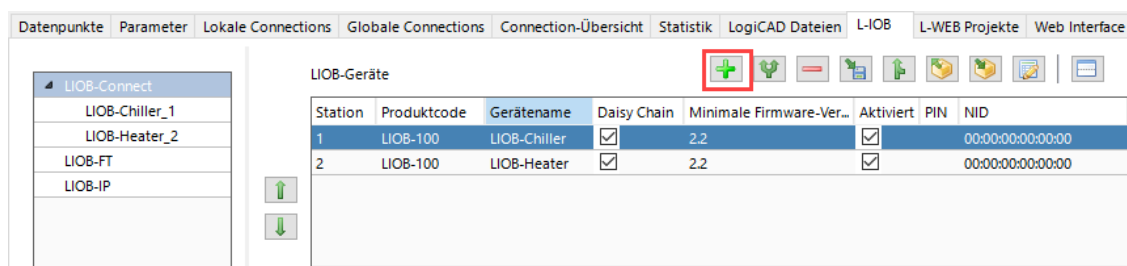 Datenpunkte Parameter Lokale Connections Globale Connections Connection-Übersicht Statistik LogiCAD Dateien L-IOB L-WEB Projekte Web Interface
LIOB-Connect
LIOB-Chiller_1
LIOB-Heater_2
LIOB-FT
LIOB-IP
LIOB-Geräte
Station Produktcode Gerätename Daisy Chain Minimale Firmware-Ver... Aktiviert PIN NID
1 LIOB-100 LIOB-Chiller 2.2 00:00:00:00:00:00
2 LIOB-100 LIOB-Heater 2.2 00:00:00:00:00:00